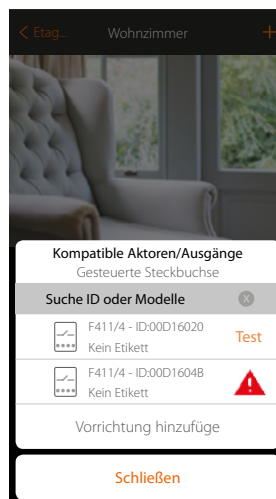 < Etag... Wohnzimmer +
Kompatible Aktoren/Ausgänge
Gesteuerte Steckbuchse
Suche ID oder Modelle X
F411/4 - ID:00D16020
Kein Etikett
Test
F411/4 - ID:00D1604B
Kein Etikett
Vorrichtung hinzufüge
Schließen